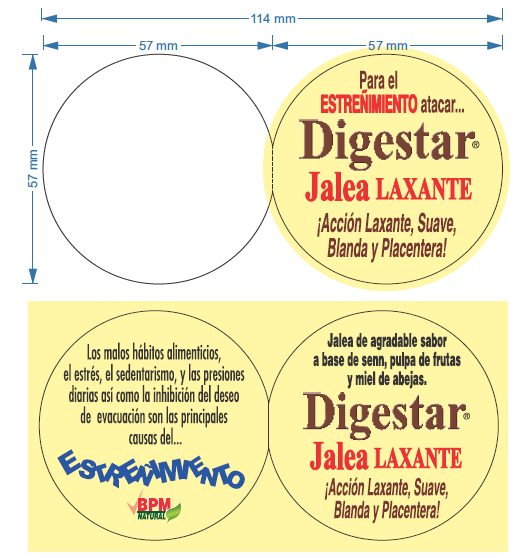 114 mm
57 mm
57 mm
57 mm
Para el
ESTREÑIMIENTO atacar...
Digestar®
Jalea LAXANTE
¡Acción Laxante, Suave,
Blanda y Placentera!
Los malos hábitos alimenticios,
el estrés, el sedentarismo, y las presiones
diarias así como la inhibición del deseo
de evacuación son las principales
causas del...
ESTREÑIMIENTO
BPM
NATURAL
Jalea de agradable sabor
a base de senn, pulpa de frutas
y miel de abejas.
Digestar®
Jalea LAXANTE
¡Acción Laxante, Suave,
Blanda y Placentera!